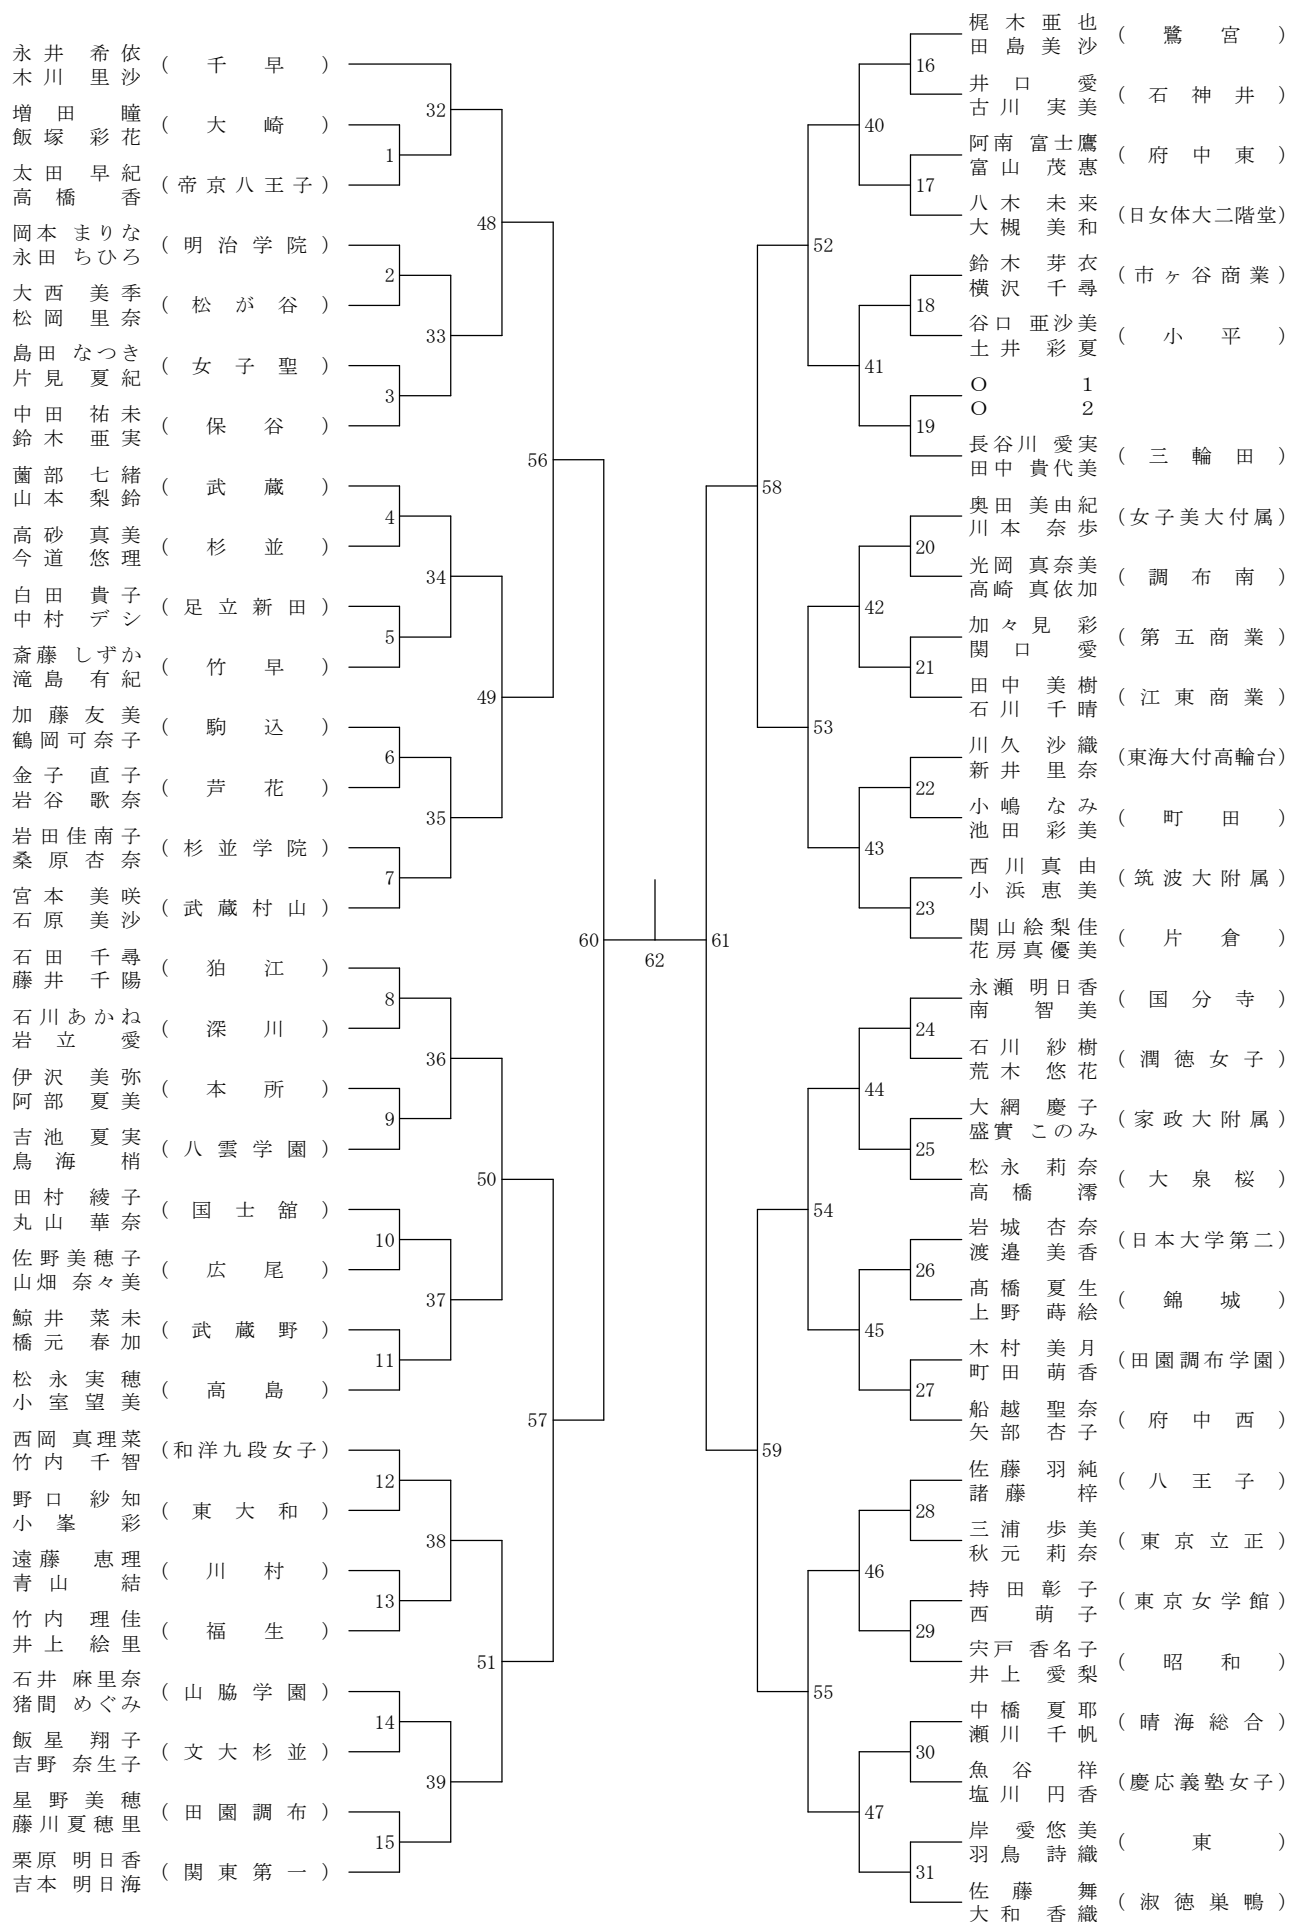 永井 希依
木川 里沙 ( 千早 )
増田 瞳
飯塚 彩花 ( 大崎 )
太田 早紀
高橋 香 ( 帝京八王子 )
岡本 まりな
永田 ちひろ ( 明治学院 )
大西 美季
松岡 里奈 ( 松が谷 )
島田 なつき
片見 夏紀 ( 女子聖 )
中田 祐未
鈴木 亜実 ( 保谷 )
薗部 七緒
山本 梨鈴 ( 武蔵 )
高砂 真美
今道 悠理 ( 杉並 )
白田 貴子
中村 デシ ( 足立新田 )
斎藤 しずか
滝島 有紀 ( 竹早 )
加藤友美
鶴岡可奈子 ( 駒込 )
金子 直子
岩谷 歌奈 ( 芦花 )
岩田佳南子
桑原杏奈 ( 杉並学院 )
宮本 美咲
石原 美沙 ( 武蔵村山 )
石田 千尋
藤井 千陽 ( 狛江 )
石川あかね
岩立 愛 ( 深川 )
伊沢 美弥
阿部 夏美 ( 本所 )
吉池 夏実
鳥海 梢 ( 八雲学園 )
田村 綾子
丸山 華奈 ( 国士舘 )
佐野美穂子
山畑 奈々美 ( 広尾 )
鯨井 菜未
橋元 春加 ( 武蔵野 )
松永実穂
小室望美 ( 高島 )
西岡 真理菜
竹内 千智 ( 和洋九段女子 )
野口 紗知
小峯 彩 ( 東大和 )
遠藤 恵理
青山 結 ( 川村 )
竹内 理佳
井上 絵里 ( 福生 )
石井 麻里奈
猪間 めぐみ ( 山脇学園 )
飯星 翔子
吉野 奈生子 ( 文大杉並 )
星野美穂
藤川夏穂里 ( 田園調布 )
栗原 明日香
吉本 明日海 ( 関東第一 )
1
2
3
4
5
6
7
8
9
10
11
12
13
14
15
32
33
34
35
36
37
38
39
48
49
50
51
56
57
60
62
61
58
59
52
53
54
55
40
41
42
43
44
45
46
47
16
17
18
19
20
21
22
23
24
25
26
27
28
29
30
31
梶木亜也
田島美沙 ( 鷺宮 )
井口 愛
古川 実美 ( 石神井 )
阿南 富士鷹
富山 茂惠 ( 府中東 )
八木 未来
大槻 美和 ( 日女体大二階堂 )
鈴木 芽衣
横沢 千尋 ( 市ヶ谷商業 )
谷口 亜沙美
土井 彩夏 ( 小平 )
O 1
O 2
長谷川 愛実
田中 貴代美 ( 三輪田 )
奥田 美由紀
川本 奈歩 ( 女子美大付属 )
光岡 真奈美
高崎 真依加 ( 調布南 )
加々見 彩
関口 愛 ( 第五商業 )
田中 美樹
石川 千晴 ( 江東商業 )
川久 沙織
新井 里奈 ( 東海大付高輪台 )
小嶋 なみ
池田 彩美 ( 町田 )
西川真由
小浜恵美 ( 筑波大附属 )
関山絵梨佳
花房真優美 ( 片倉 )
永瀬 明日香
南 智美 ( 国分寺 )
石川 紗樹
荒木 悠花 ( 潤徳女子 )
大網 慶子
盛實 このみ ( 家政大附属 )
松永 莉奈
高橋 澪 ( 大泉桜 )
岩城 杏奈
渡邉 美香 ( 日本大学第二 )
髙橋 夏生
上野 蒔絵 ( 錦城 )
木村 美月
町田 萌香 ( 田園調布学園 )
船越 聖奈
矢部 杏子 ( 府中西 )
佐藤 羽純
諸藤 梓 ( 八王子 )
三浦 歩美
秋元 莉奈 ( 東京立正 )
持田彰子
西 萌子 ( 東京女学館 )
宍戸 香名子
井上 愛梨 ( 昭和 )
中橋 夏耶
瀬川 千帆 ( 晴海総合 )
魚谷 祥
塩川 円香 ( 慶応義塾女子 )
岸 愛悠美
羽鳥 詩織 ( 東 )
佐藤 舞
大和 香織 ( 淑徳巣鴨 )